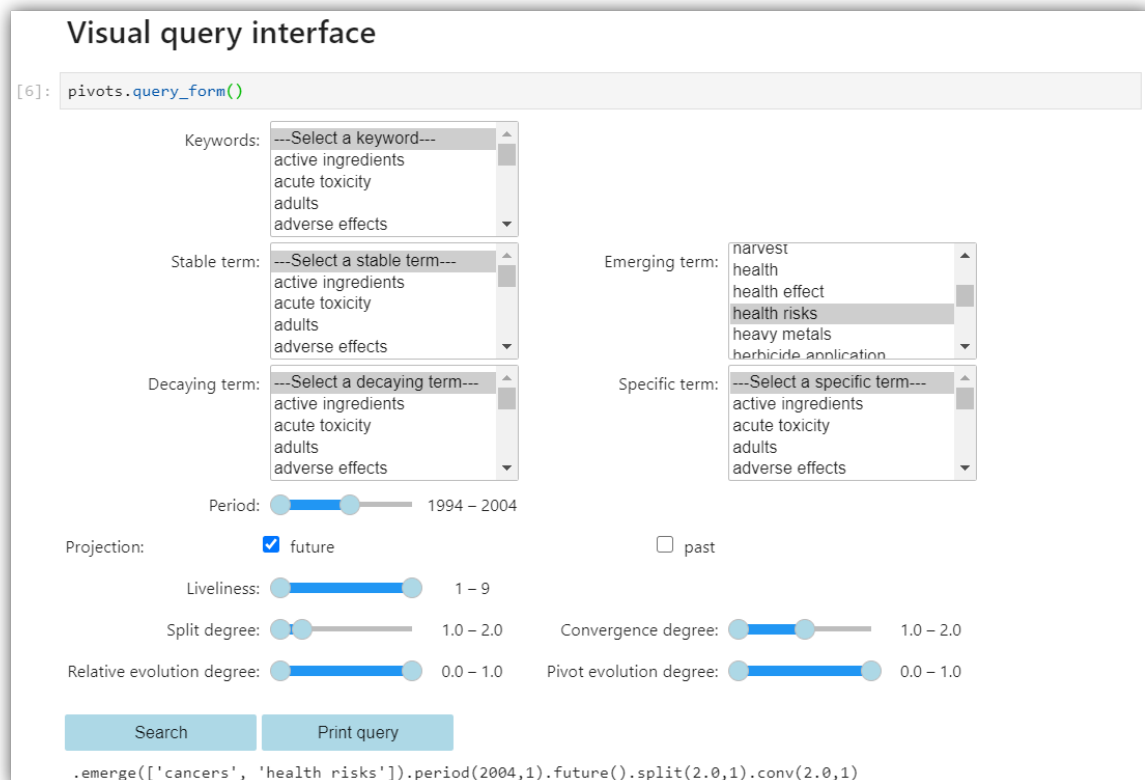 Visual query interface
[6]: pivots.query_form()
Keywords: ---Select a keyword---
active ingredients
acute toxicity
adults
adverse effects
Stable term: ---Select a stable term---
active ingredients
acute toxicity
adults
adverse effects
Emerging term: harvest
health
health effect
health risks
heavy metals
herbicide application
Decaying term: ---Select a decaying term---
active ingredients
acute toxicity
adults
adverse effects
Specific term: ---Select a specific term---
active ingredients
acute toxicity
adults
adverse effects
Period: 1994 – 2004
Projection: future past
Liveliness: 1 – 9
Split degree: 1.0 – 2.0 Convergence degree: 1.0 – 2.0
Relative evolution degree: 0.0 – 1.0 Pivot evolution degree: 0.0 – 1.0
Search Print query
.emerge(['cancers', 'health risks']).period(2004,1).future().split(2.0,1).conv(2.0,1)